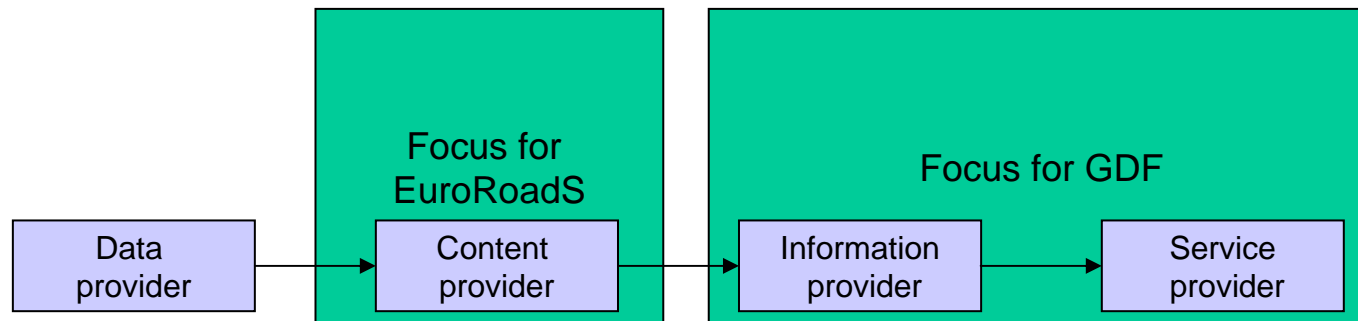 Focus for
EuroRoadS
Focus for GDF
Data
provider
Content
provider
Information
provider
Service
provider